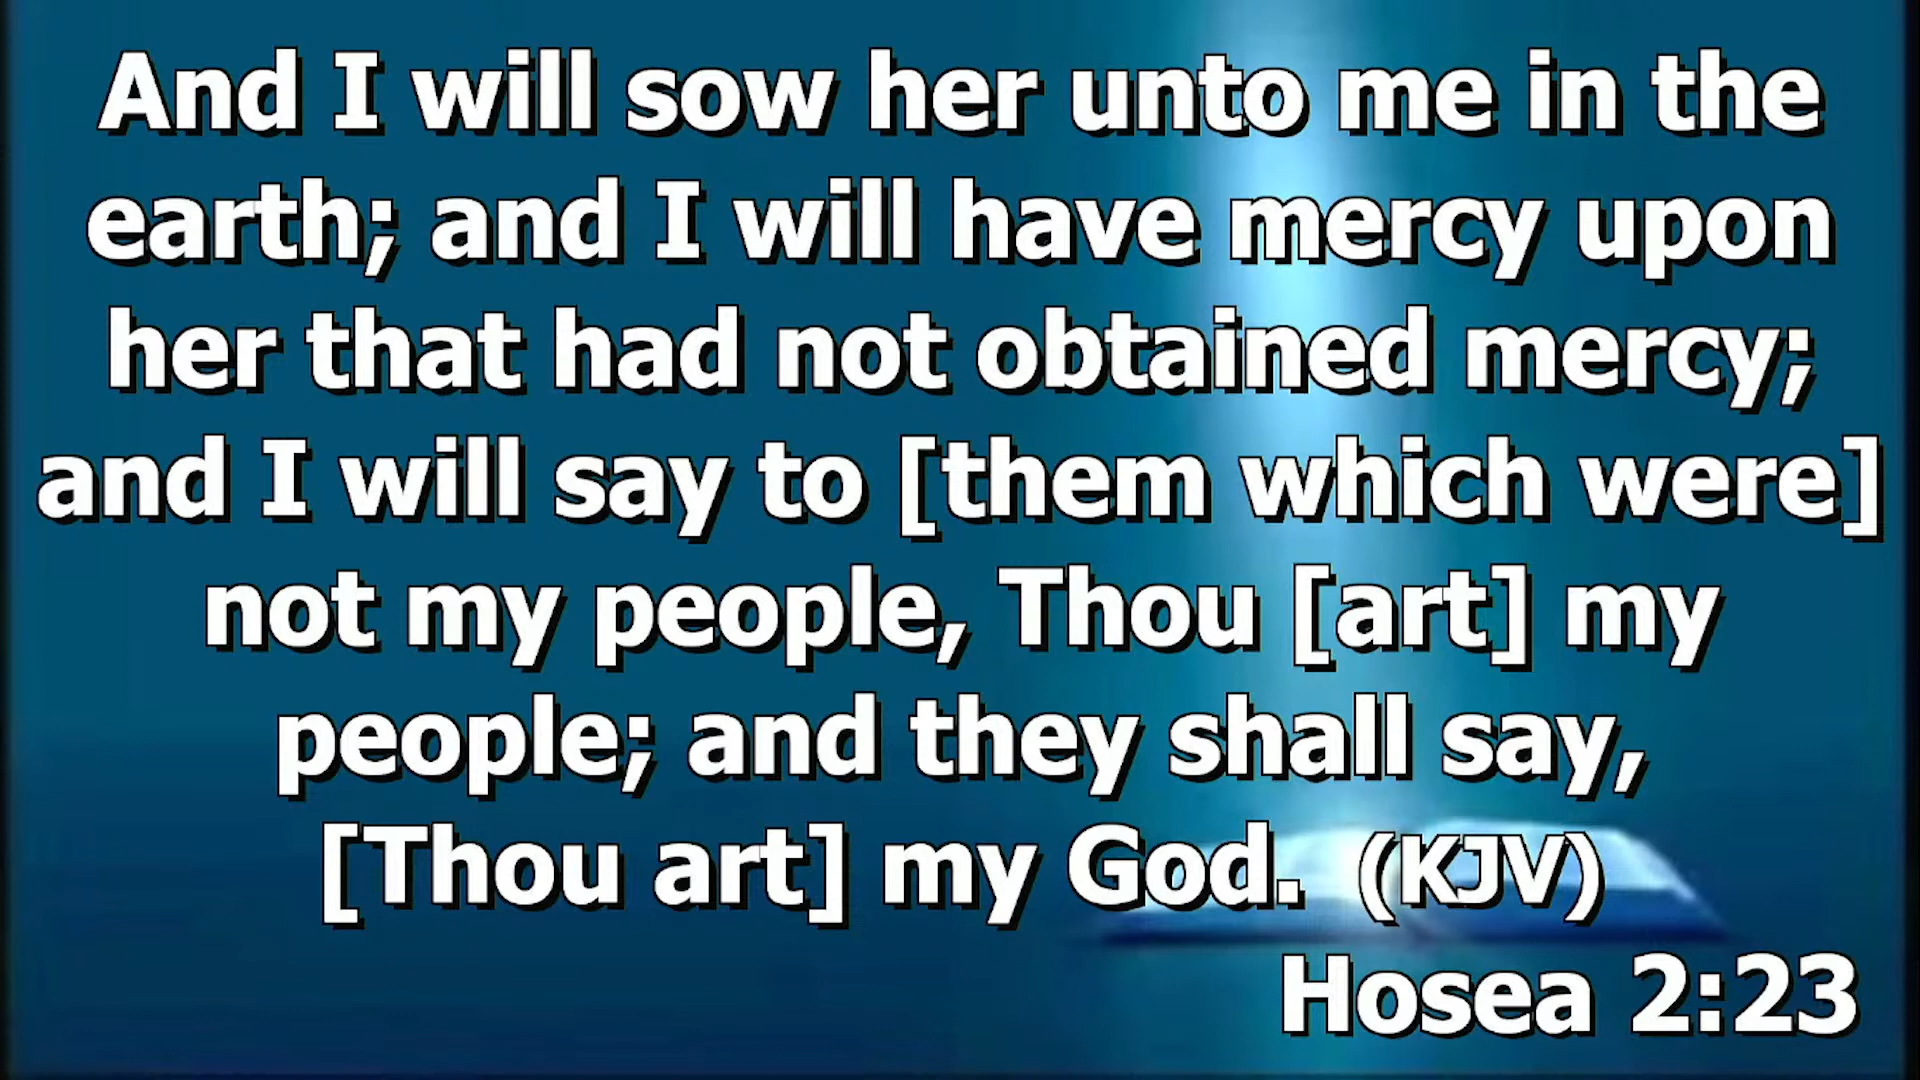 And I will sow her unto me in the
earth; and I will have mercy upon
her that had not obtained mercy;
and I will say to [them which were]
not my people, Thou [art] my
people; and they shall say,
[Thou art] my God. (KJV)
Hosea 2:23